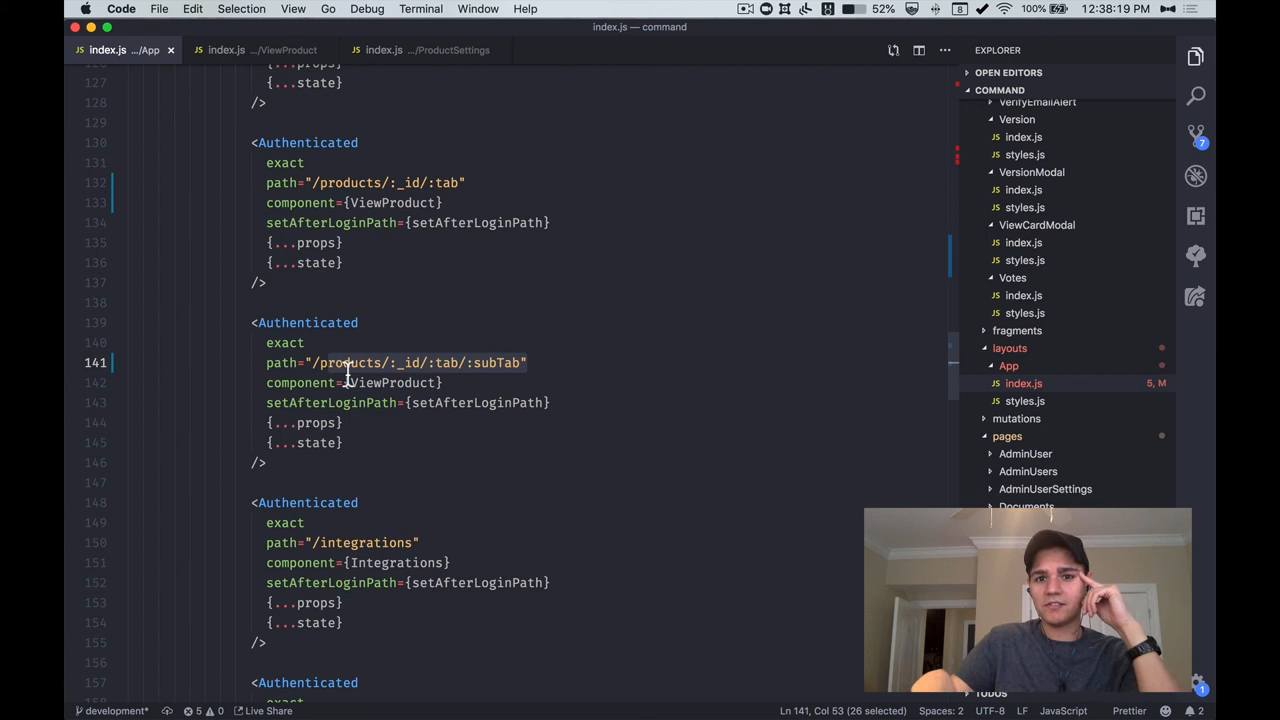 Code File Edit Selection View Go Debug Terminal Window Help 8 52% 8 100% 12:38:19 PM
index.js — command
index.js …/App
index.js …/ViewProduct
index.js …/ProductSettings
EXPLORER
OPEN EDITORS
COMMAND
{...props}
127 {...state}
128 />
129
130 <Authenticated
131 exact
132 path="/products/:_id/:tab"
133 component={ViewProduct}
134 setAfterLoginPath={setAfterLoginPath}
135 {...props}
136 {...state}
137 />
138
139 <Authenticated
140 exact
141 path="/products/:_id/:tab/:subTab"
142 component={ViewProduct}
143 setAfterLoginPath={setAfterLoginPath}
144 {...props}
145 {...state}
146 />
147
148 <Authenticated
149 exact
150 path="/integrations"
151 component={Integrations}
152 setAfterLoginPath={setAfterLoginPath}
153 {...props}
154 {...state}
155 />
156
157 <Authenticated
VerifyEmailAlert
Version
index.js
styles.js
VersionModal
index.js
styles.js
ViewCardModal
index.js
styles.js
Votes
index.js
styles.js
fragments
layouts
App
index.js 5, M
styles.js
mutations
pages
AdminUser
AdminUsers
AdminUserSettings
Documents
TODOS
7
1
development* 5 0 Live Share
Ln 141, Col 53 (26 selected) Spaces: 2 UTF-8 LF JavaScript Prettier 2